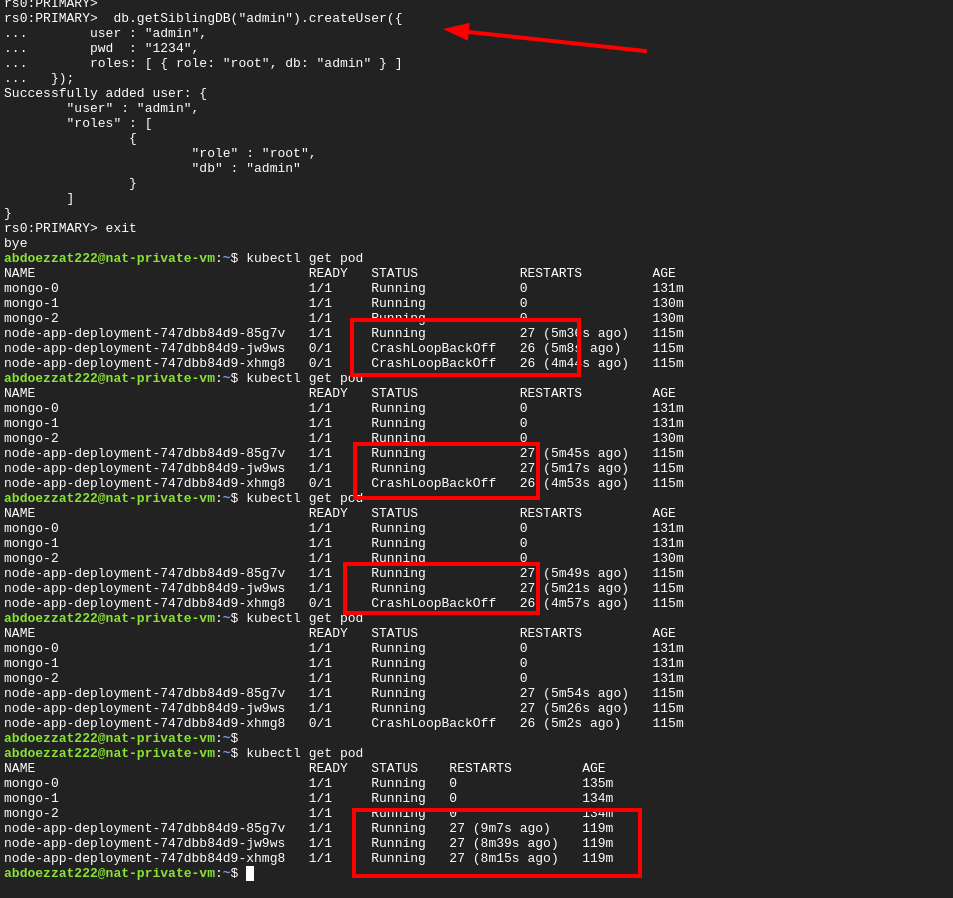 rs0:PRIMARY>
rs0:PRIMARY>  db.getSiblingDB("admin").createUser({
...        user : "admin",
...        pwd  : "1234",
...        roles: [ { role: "root", db: "admin" } ]
...   });
Successfully added user: {
        "user" : "admin",
        "roles" : [
                {
                        "role" : "root",
                        "db" : "admin"
                }
        ]
}
rs0:PRIMARY> exit
bye
abdoezzat222@nat-private-vm:~$ kubectl get pod
NAME                                   READY   STATUS             RESTARTS         AGE
mongo-0                                1/1     Running            0                131m
mongo-1                                1/1     Running            0                130m
mongo-2                                1/1     Running            0                130m
node-app-deployment-747dbb84d9-85g7v   1/1     Running            27 (5m36s ago)   115m
node-app-deployment-747dbb84d9-jw9ws   0/1     CrashLoopBackOff   26 (5m8s ago)    115m
node-app-deployment-747dbb84d9-xhmg8   0/1     CrashLoopBackOff   26 (4m44s ago)   115m
abdoezzat222@nat-private-vm:~$ kubectl get pod
NAME                                   READY   STATUS             RESTARTS         AGE
mongo-0                                1/1     Running            0                131m
mongo-1                                1/1     Running            0                131m
mongo-2                                1/1     Running            0                130m
node-app-deployment-747dbb84d9-85g7v   1/1     Running            27 (5m45s ago)   115m
node-app-deployment-747dbb84d9-jw9ws   1/1     Running            27 (5m17s ago)   115m
node-app-deployment-747dbb84d9-xhmg8   0/1     CrashLoopBackOff   26 (4m53s ago)   115m
abdoezzat222@nat-private-vm:~$ kubectl get pod
NAME                                   READY   STATUS             RESTARTS         AGE
mongo-0                                1/1     Running            0                131m
mongo-1                                1/1     Running            0                131m
mongo-2                                1/1     Running            0                130m
node-app-deployment-747dbb84d9-85g7v   1/1     Running            27 (5m49s ago)   115m
node-app-deployment-747dbb84d9-jw9ws   1/1     Running            27 (5m21s ago)   115m
node-app-deployment-747dbb84d9-xhmg8   0/1     CrashLoopBackOff   26 (4m57s ago)   115m
abdoezzat222@nat-private-vm:~$ kubectl get pod
NAME                                   READY   STATUS             RESTARTS         AGE
mongo-0                                1/1     Running            0                131m
mongo-1                                1/1     Running            0                131m
mongo-2                                1/1     Running            0                131m
node-app-deployment-747dbb84d9-85g7v   1/1     Running            27 (5m54s ago)   115m
node-app-deployment-747dbb84d9-jw9ws   1/1     Running            27 (5m26s ago)   115m
node-app-deployment-747dbb84d9-xhmg8   0/1     CrashLoopBackOff   26 (5m2s ago)    115m
abdoezzat222@nat-private-vm:~$
abdoezzat222@nat-private-vm:~$ kubectl get pod
NAME                                   READY   STATUS    RESTARTS         AGE
mongo-0                                1/1     Running   0                135m
mongo-1                                1/1     Running   0                134m
mongo-2                                1/1     Running   0                134m
node-app-deployment-747dbb84d9-85g7v   1/1     Running   27 (9m7s ago)    119m
node-app-deployment-747dbb84d9-jw9ws   1/1     Running   27 (8m39s ago)   119m
node-app-deployment-747dbb84d9-xhmg8   1/1     Running   27 (8m15s ago)   119m
abdoezzat222@nat-private-vm:~$